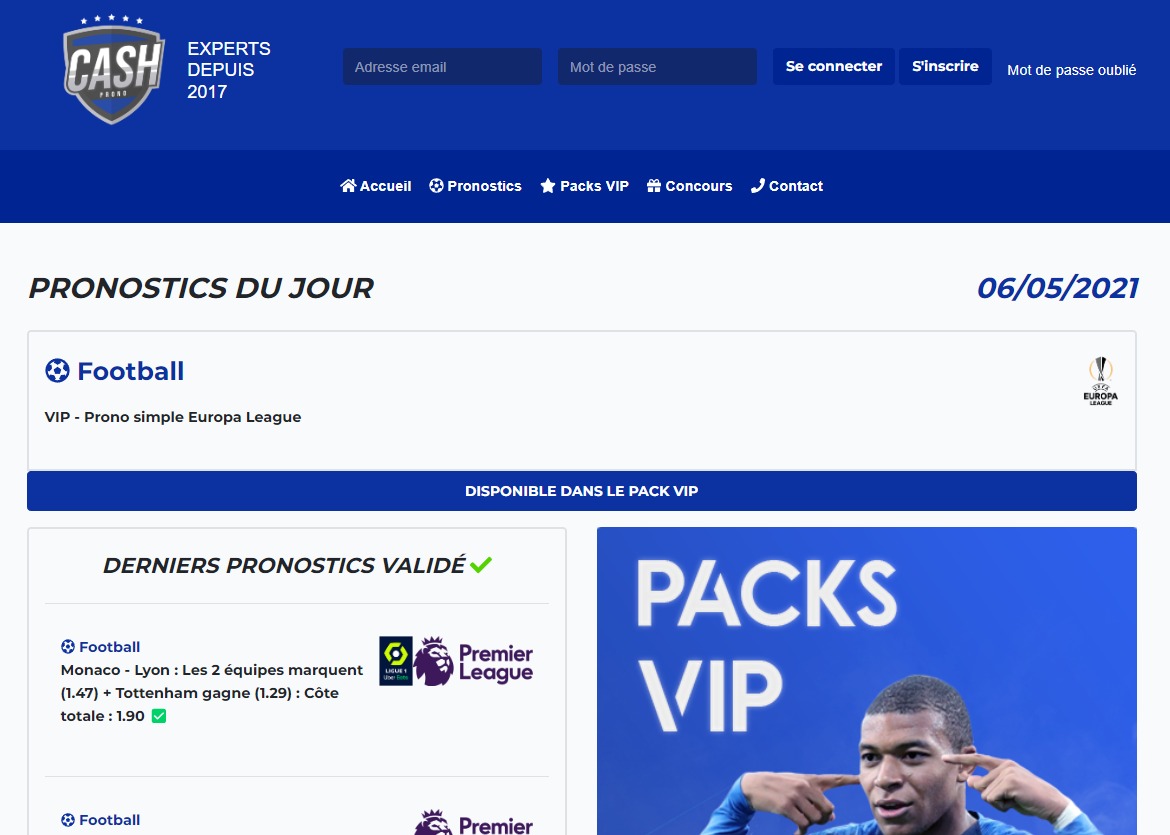 CASH
PRONO
EXPERTS
DEPUIS
2017
Adresse email
Mot de passe
Se connecter
S'inscrire
Mot de passe oublié
Accueil
Pronostics
Packs VIP
Concours
Contact
PRONOSTICS DU JOUR
06/05/2021
Football
VIP - Prono simple Europa League
UEFA
EUROPA
LEAGUE
DISPONIBLE DANS LE PACK VIP
DERNIERS PRONOSTICS VALIDÉ
Football
Monaco - Lyon : Les 2 équipes marquent
(1.47) + Tottenham gagne (1.29) : Côte
totale : 1.90
LIGUE 1
Uber Eats
Premier
League
Football
Premier
PACKS
VIP